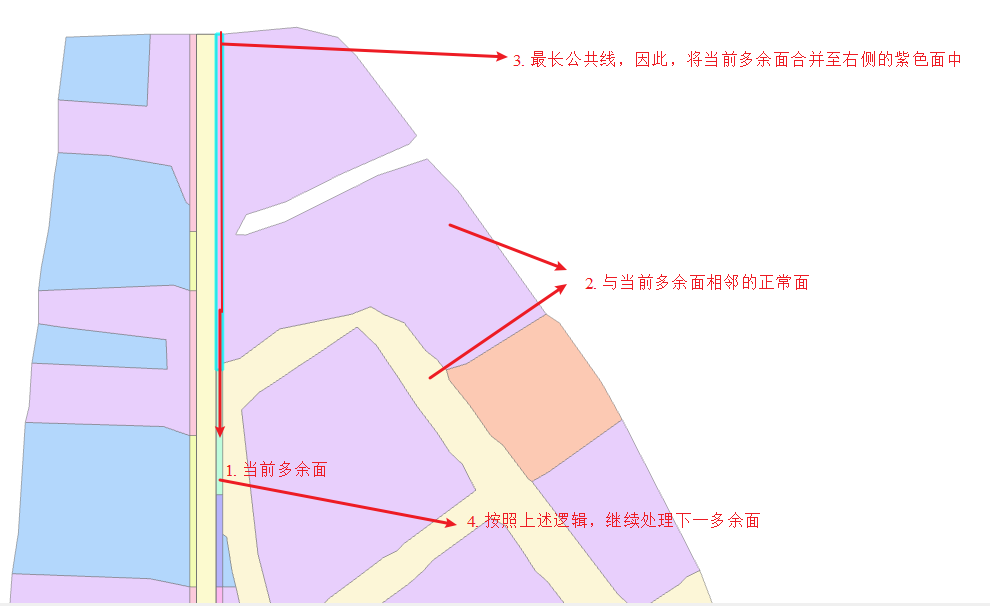 3. 最长公共线，因此，将当前多余面合并至右侧的紫色面中
2. 与当前多余面相邻的正常面
1. 当前多余面
4. 按照上述逻辑，继续处理下一多余面